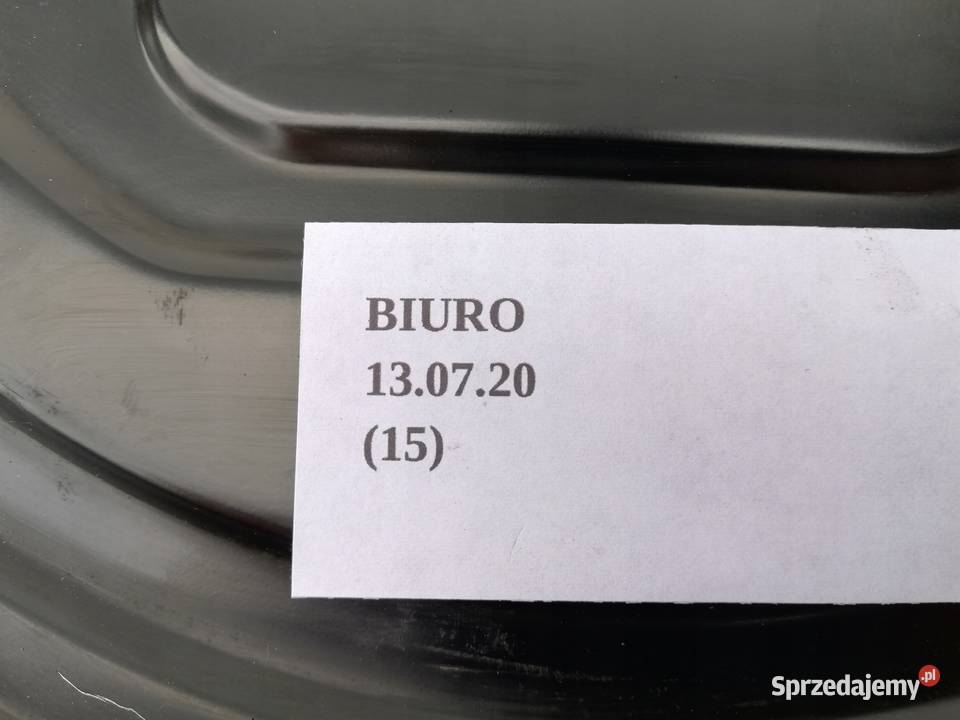 BIURO
13.07.20
(15)
Sprzedajemy.pl